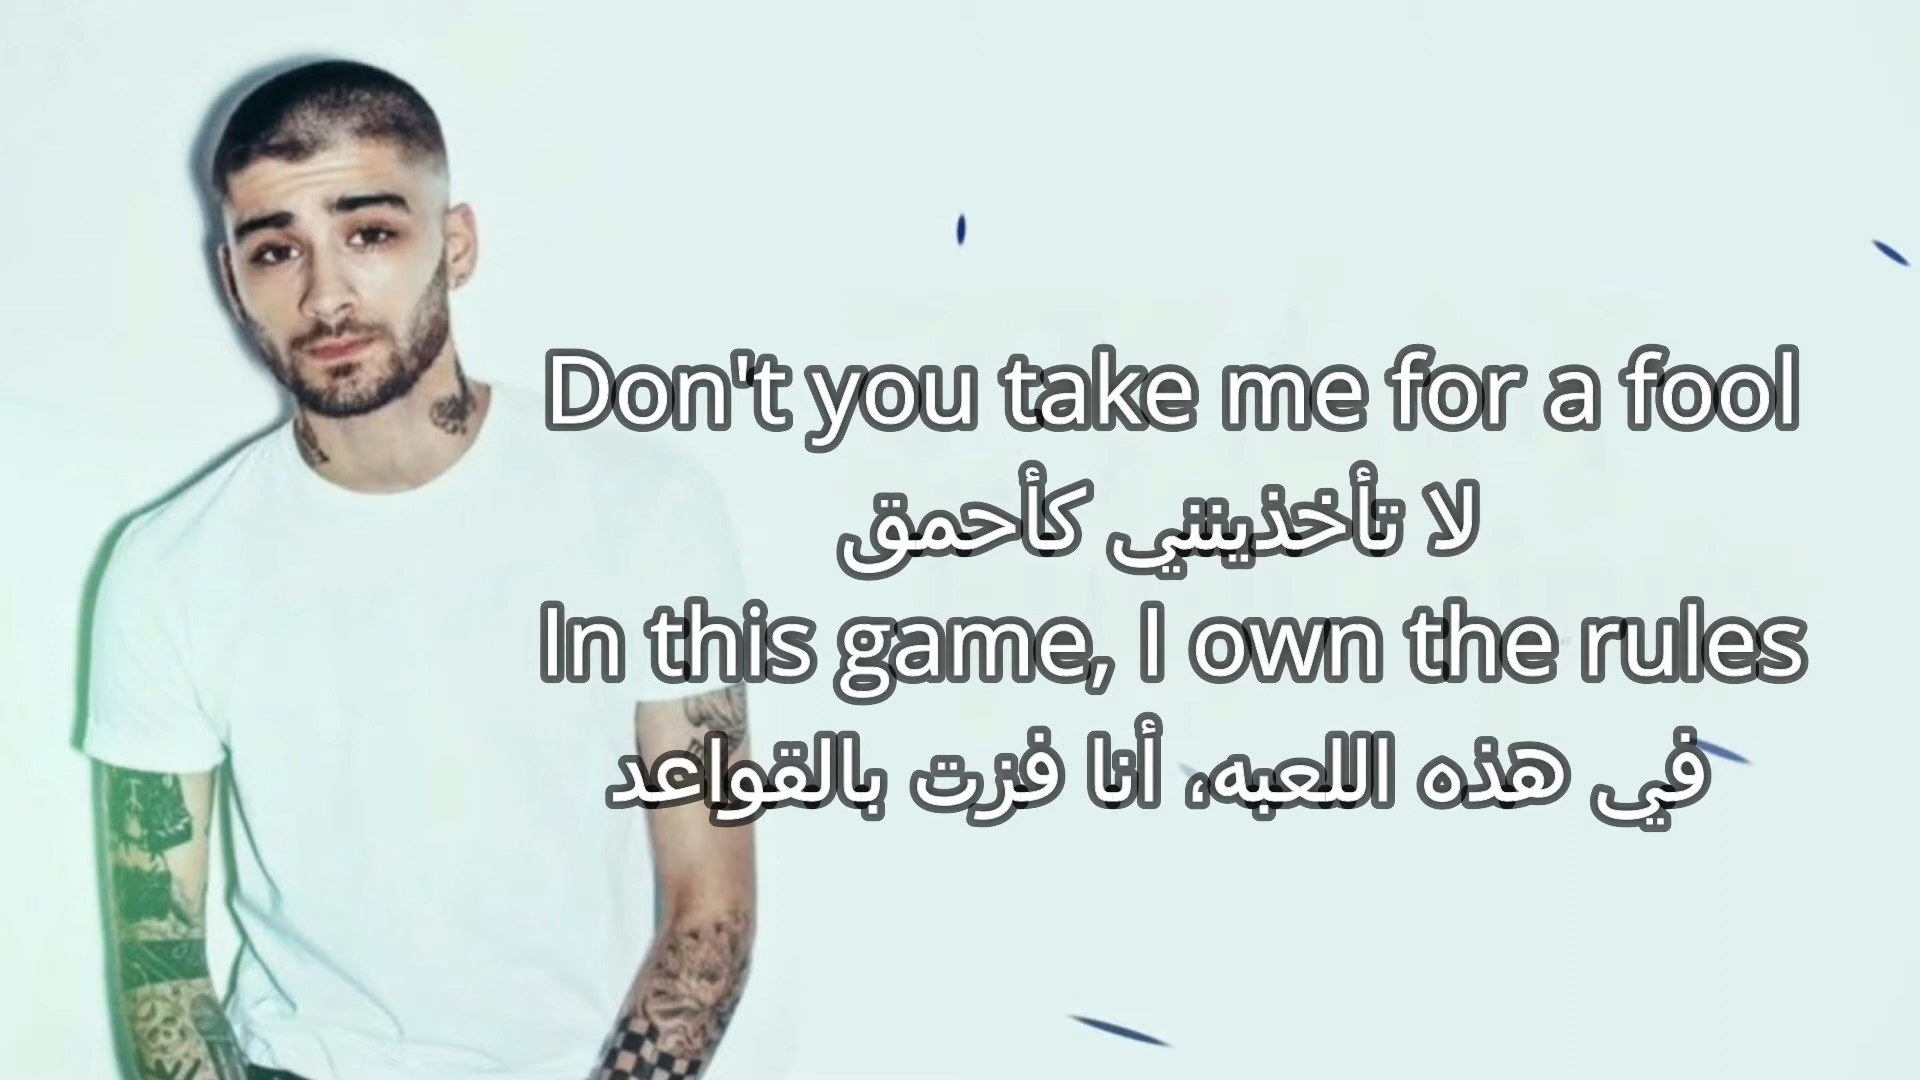 Don't you take me for a fool
لا تأخذينني كأحمق
In this game, I own the rules
في هذه اللعبه، أنا فزت بالقواعد